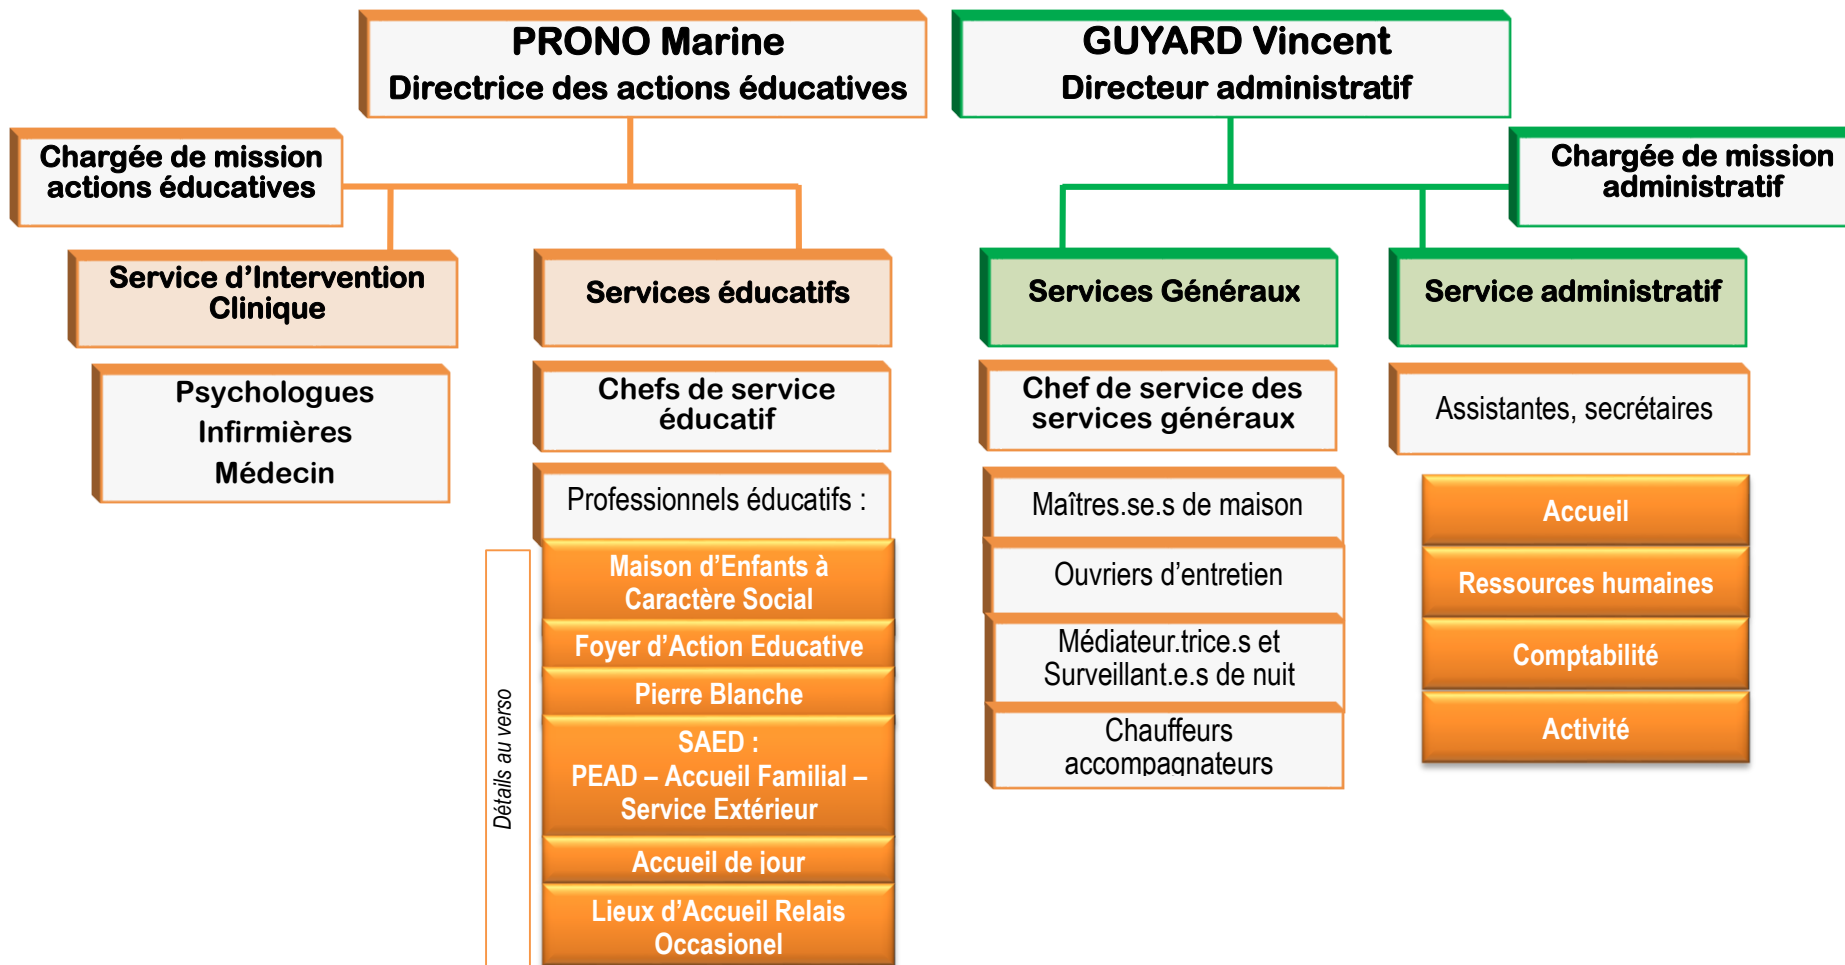 PRONO Marine
Directrice des actions éducatives
GUYARD Vincent
Directeur administratif
Chargée de mission
actions éducatives
Chargée de mission
administratif
Service d’Intervention
Clinique
Services éducatifs
Services Généraux
Service administratif
Psychologues
Infirmières
Médecin
Chefs de service
éducatif
Chef de service des
services généraux
Assistantes, secrétaires
Professionnels éducatifs :
Maison d’Enfants à
Caractère Social
Foyer d’Action Educative
Pierre Blanche
SAED :
PEAD – Accueil Familial –
Service Extérieur
Accueil de jour
Lieux d’Accueil Relais
Occasionel
Détails au verso
Maîtres.se.s de maison
Ouvriers d’entretien
Médiateur.trice.s et
Surveillant.e.s de nuit
Chauffeurs
accompagnateurs
Accueil
Ressources humaines
Comptabilité
Activité